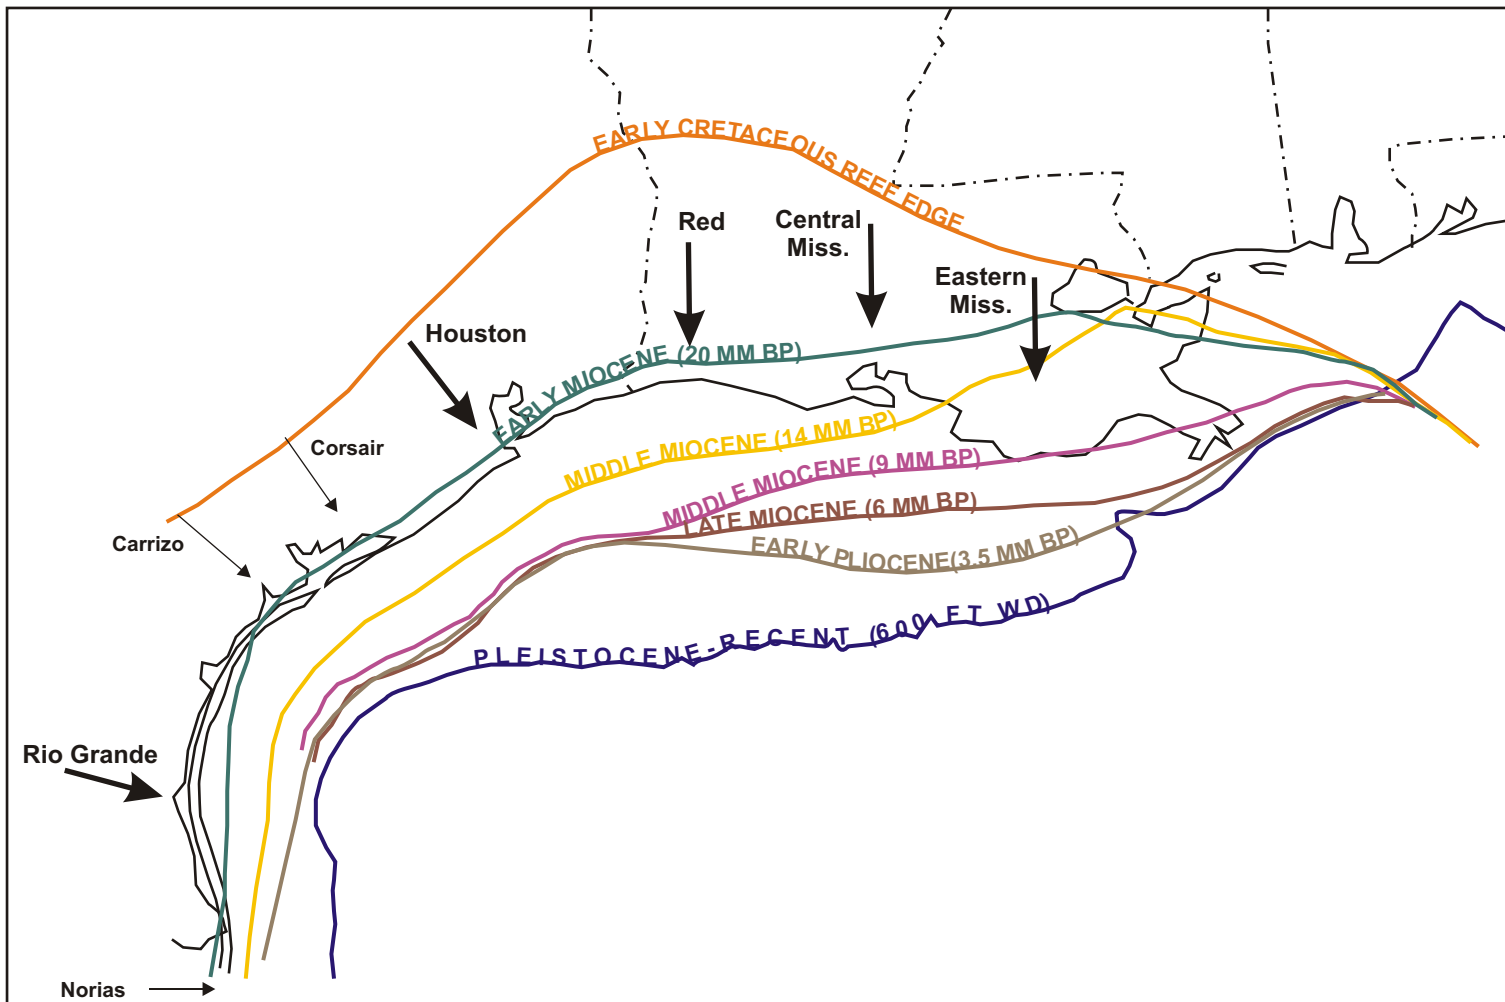 EARLY CRETACEOUS REEF EDGE
Red
Central
Miss.
Eastern
Miss.
Houston
EARLY MIOCENE (20 MM BP)
Corsair
MIDDLE MIOCENE (14 MM BP)
MIDDLE MIOCENE (9 MM BP)
LATE MIOCENE (6 MM BP)
Carrizo
EARLY PLIOCENE(3.5 MM BP)
PLEISTOCENE-RECENT (600 FT WD)
Rio Grande
Norias